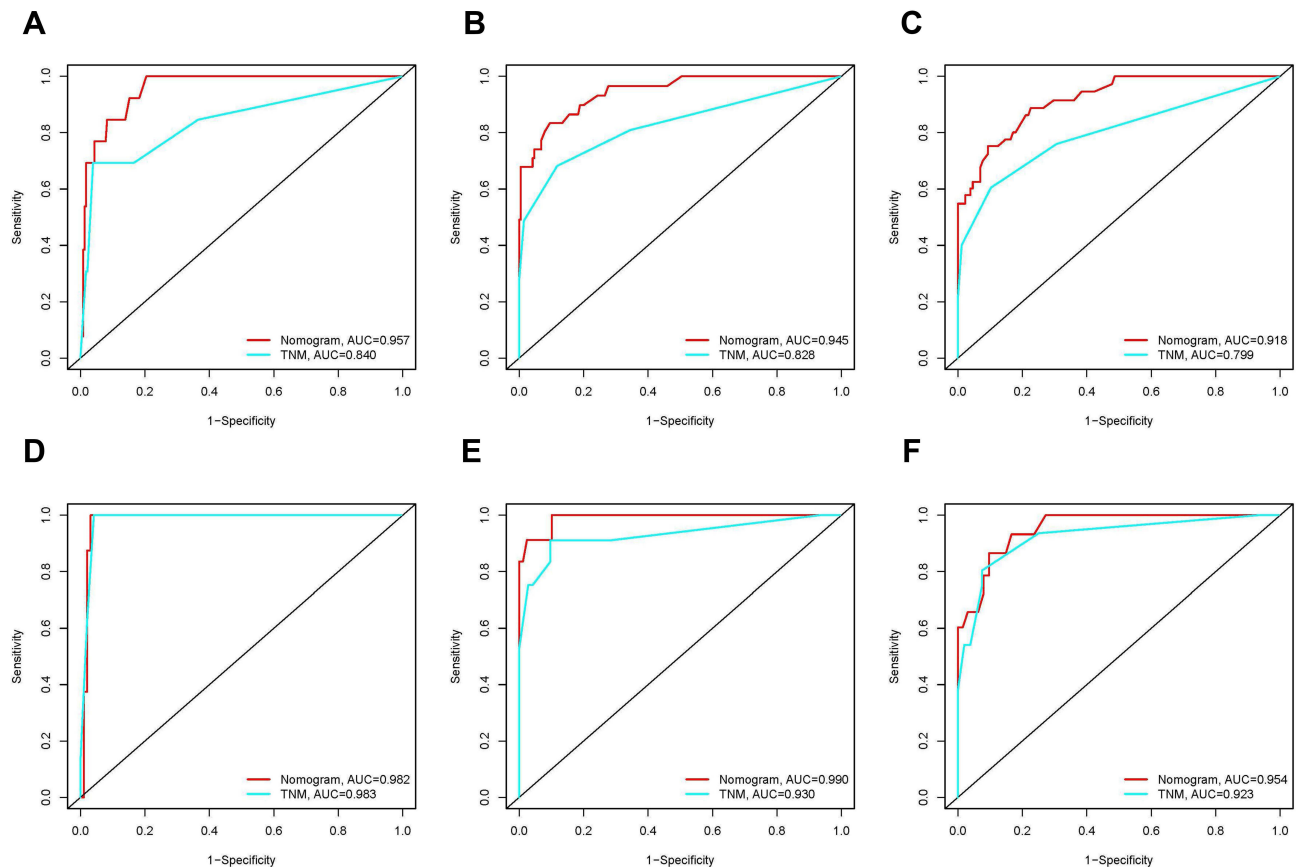 A
B
C
Sensitivity
0.0 0.2 0.4 0.6 0.8 1.0
Nomogram, AUC=0.957
TNM, AUC=0.840
0.0 0.2 0.4 0.6 0.8 1.0
1−Specificity
Sensitivity
0.0 0.2 0.4 0.6 0.8 1.0
Nomogram, AUC=0.945
TNM, AUC=0.828
0.0 0.2 0.4 0.6 0.8 1.0
1−Specificity
Sensitivity
0.0 0.2 0.4 0.6 0.8 1.0
Nomogram, AUC=0.918
TNM, AUC=0.799
0.0 0.2 0.4 0.6 0.8 1.0
1−Specificity
D
E
F
Sensitivity
0.0 0.2 0.4 0.6 0.8 1.0
Nomogram, AUC=0.982
TNM, AUC=0.983
0.0 0.2 0.4 0.6 0.8 1.0
1−Specificity
Sensitivity
0.0 0.2 0.4 0.6 0.8 1.0
Nomogram, AUC=0.990
TNM, AUC=0.930
0.0 0.2 0.4 0.6 0.8 1.0
1−Specificity
Sensitivity
0.0 0.2 0.4 0.6 0.8 1.0
Nomogram, AUC=0.954
TNM, AUC=0.923
0.0 0.2 0.4 0.6 0.8 1.0
1−Specificity